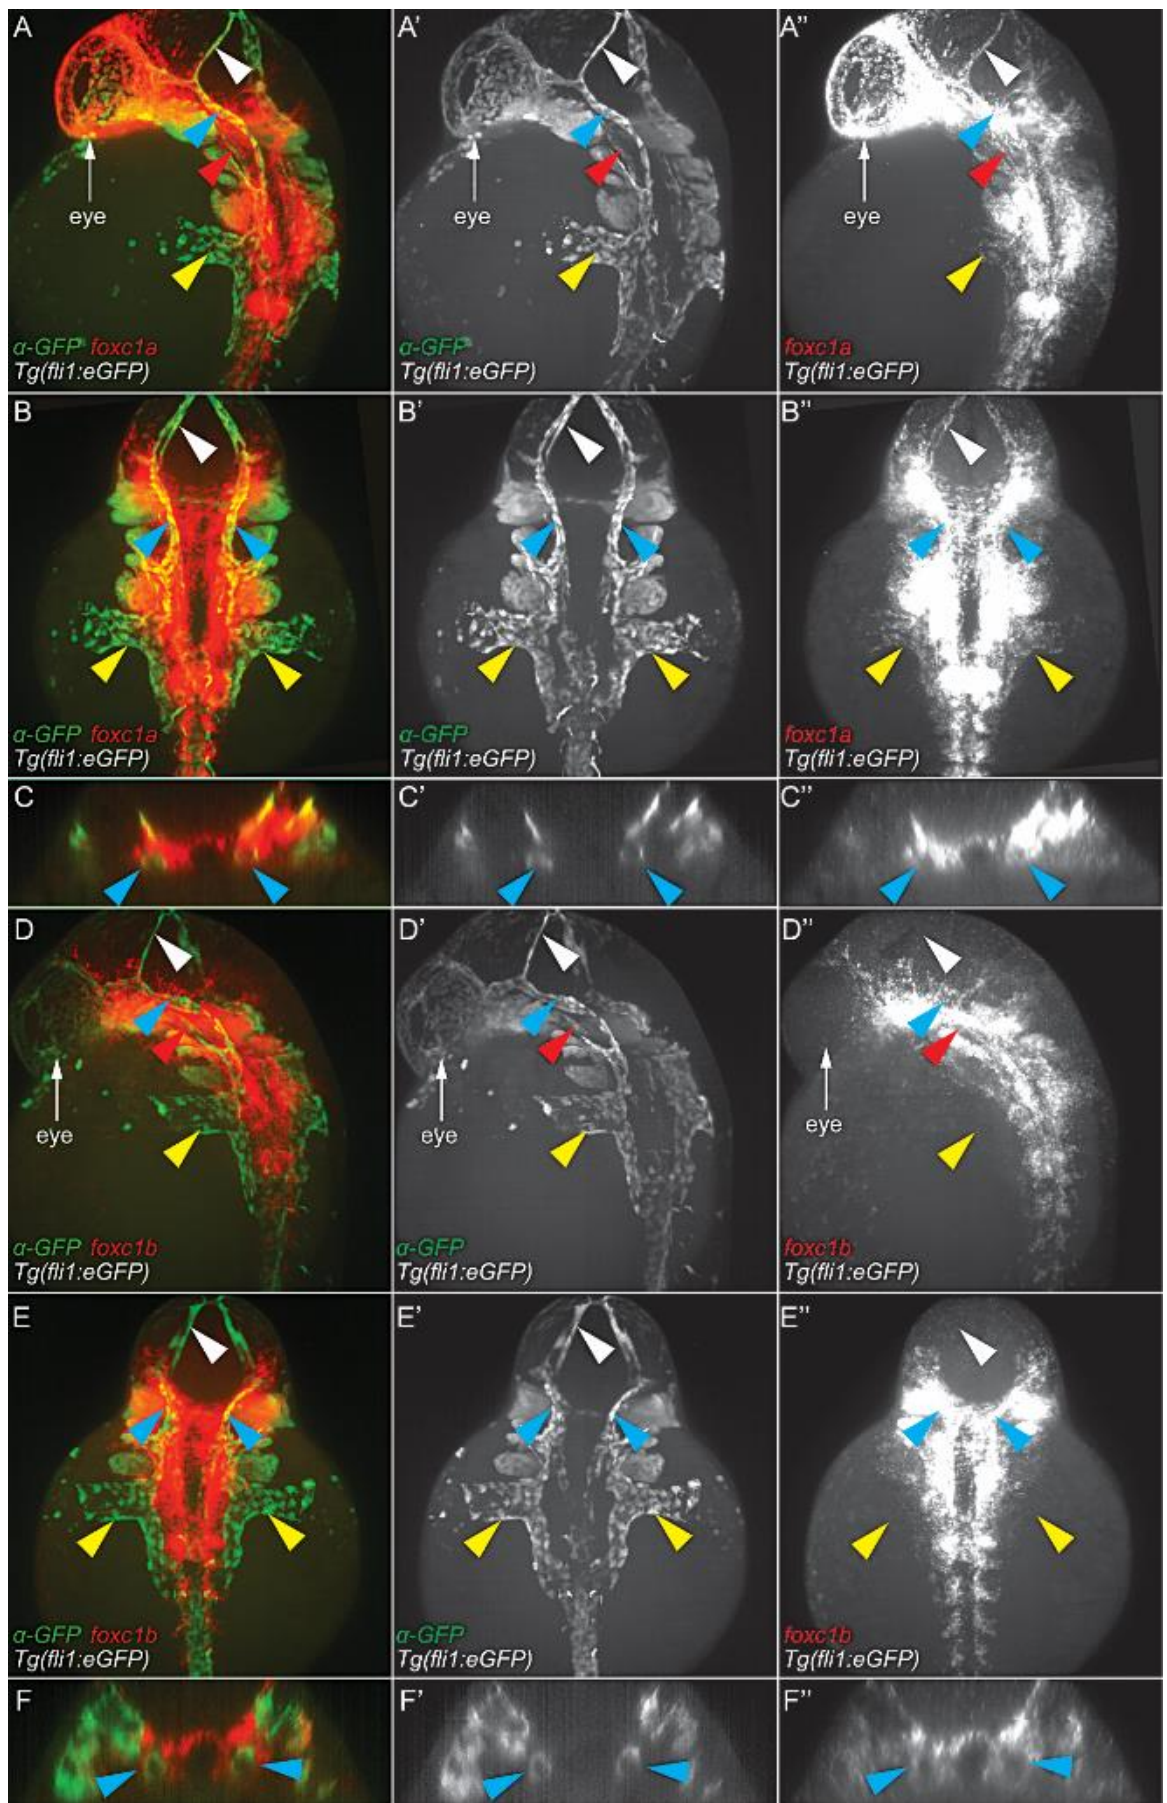 A
A'
A"
eye
eye
eye
α-GFP foxc1a
Tg(fli1:eGFP)
α-GFP
Tg(fli1:eGFP)
foxc1a
Tg(fli1:eGFP)
B
B'
B"
α-GFP foxc1a
Tg(fli1:eGFP)
α-GFP
Tg(fli1:eGFP)
foxc1a
Tg(fli1:eGFP)
C
C'
C"
D
D'
D"
eye
eye
eye
α-GFP foxc1b
Tg(fli1:eGFP)
α-GFP
Tg(fli1:eGFP)
foxc1b
Tg(fli1:eGFP)
E
E'
E"
α-GFP foxc1b
Tg(fli1:eGFP)
α-GFP
Tg(fli1:eGFP)
foxc1b
Tg(fli1:eGFP)
F
F'
F"